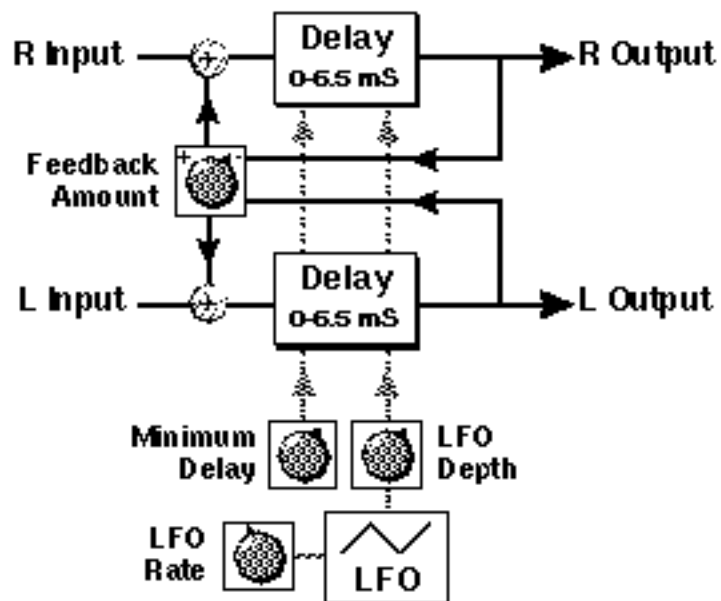 R Input
Delay
0-6.5 mS
R Output
+ -
Feedback
Amount
L Input
Delay
0-6.5 mS
L Output
Minimum
Delay
LFO
Depth
LFO
Rate
LFO